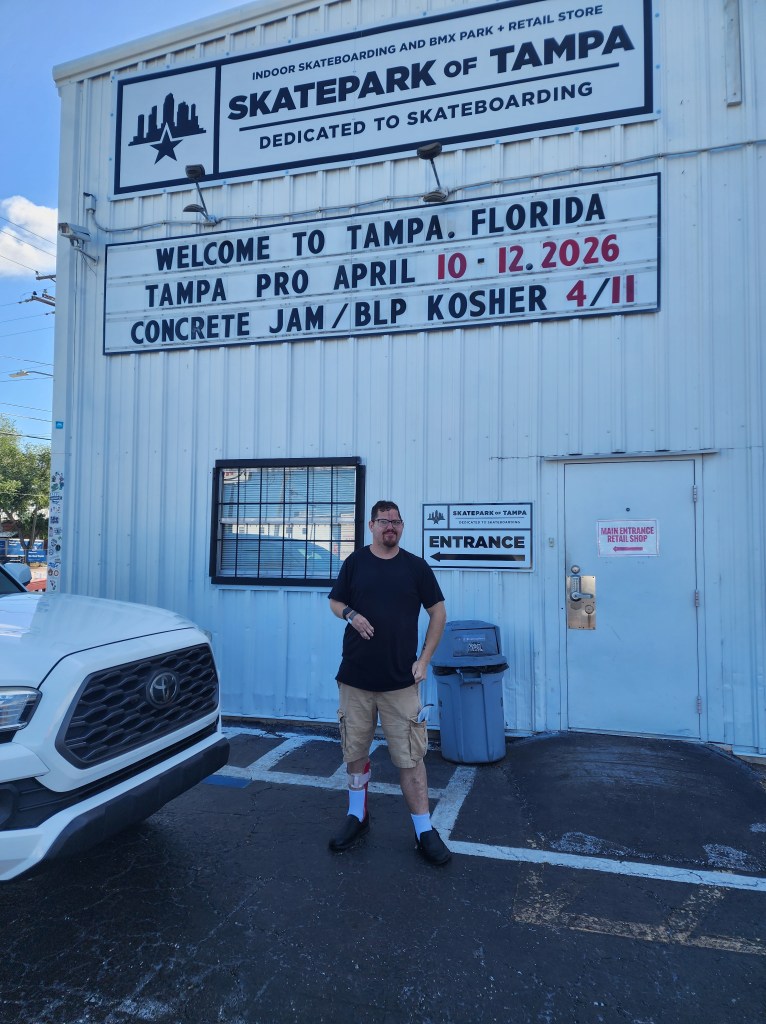 INDOOR SKATEBOARDING AND BMX PARK + RETAIL STORE
SKATEPARK OF TAMPA
DEDICATED TO SKATEBOARDING
WELCOME TO TAMPA. FLORIDA
TAMPA PRO APRIL 10-12.2026
CONCRETE JAM/BLP KOSHER 4/11
SKATEPARK OF TAMPA
DEDICATED TO SKATEBOARDING
ENTRANCE
MAIN ENTRANCE
RETAIL SHOP